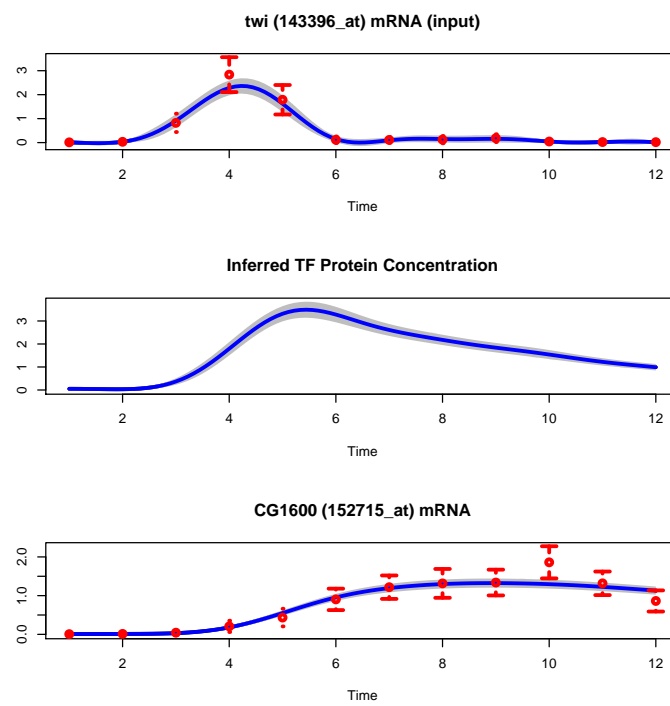 twi (143396_at) mRNA (input)
3
2
1
0
2 4 6 8 10 12
Time
Inferred TF Protein Concentration
3
2
1
0
2 4 6 8 10 12
Time
CG1600 (152715_at) mRNA
2.0
1.0
0.0
2 4 6 8 10 12
Time